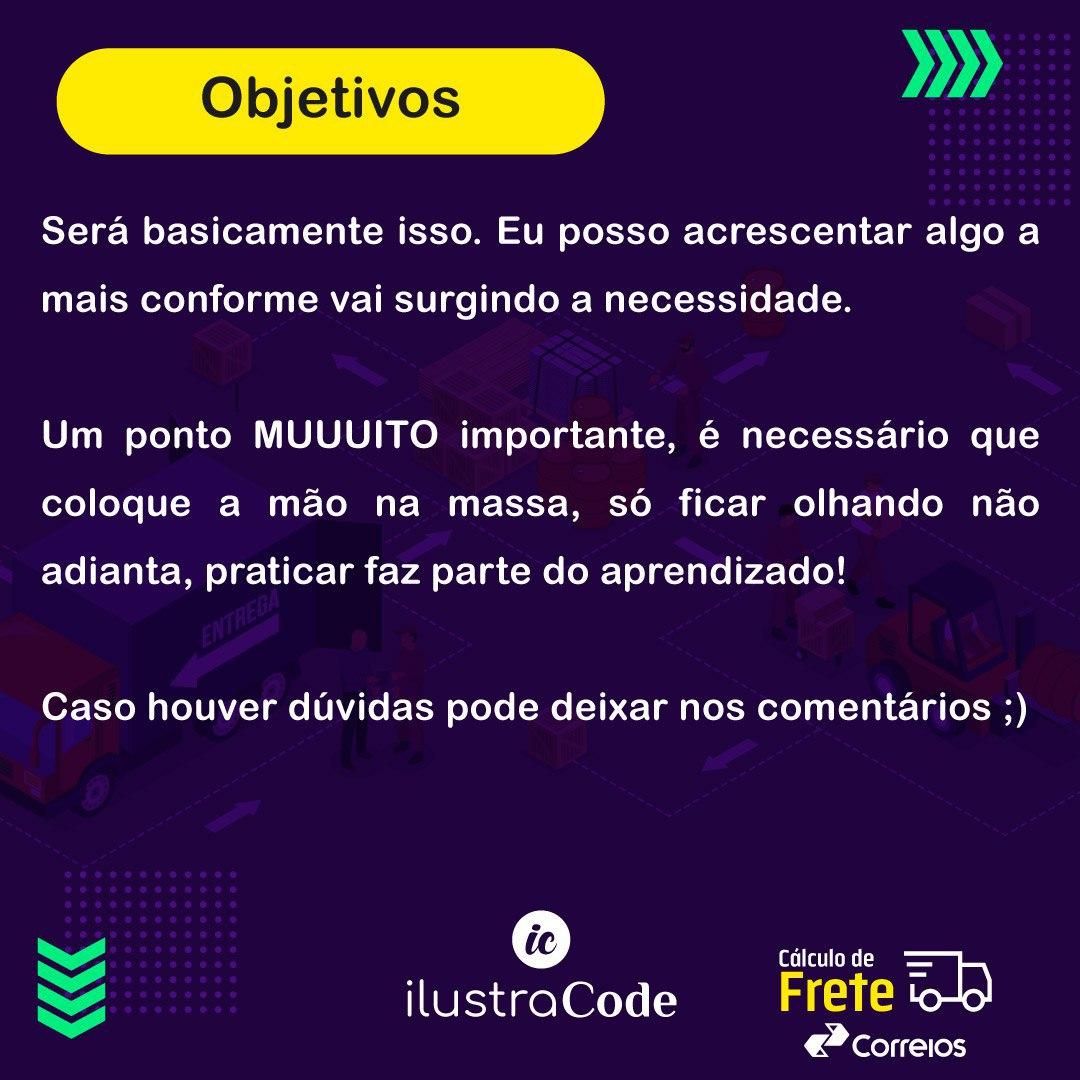 Objetivos
Será basicamente isso. Eu posso acrescentar algo a
mais conforme vai surgindo a necessidade.
Um ponto MUUUITO importante, é necessário que
coloque a mão na massa, só ficar olhando não
adianta, praticar faz parte do aprendizado!
ENTREGA
Caso houver dúvidas pode deixar nos comentários ;)
ic
ilustraCode
Cálculo de
Frete
Correios